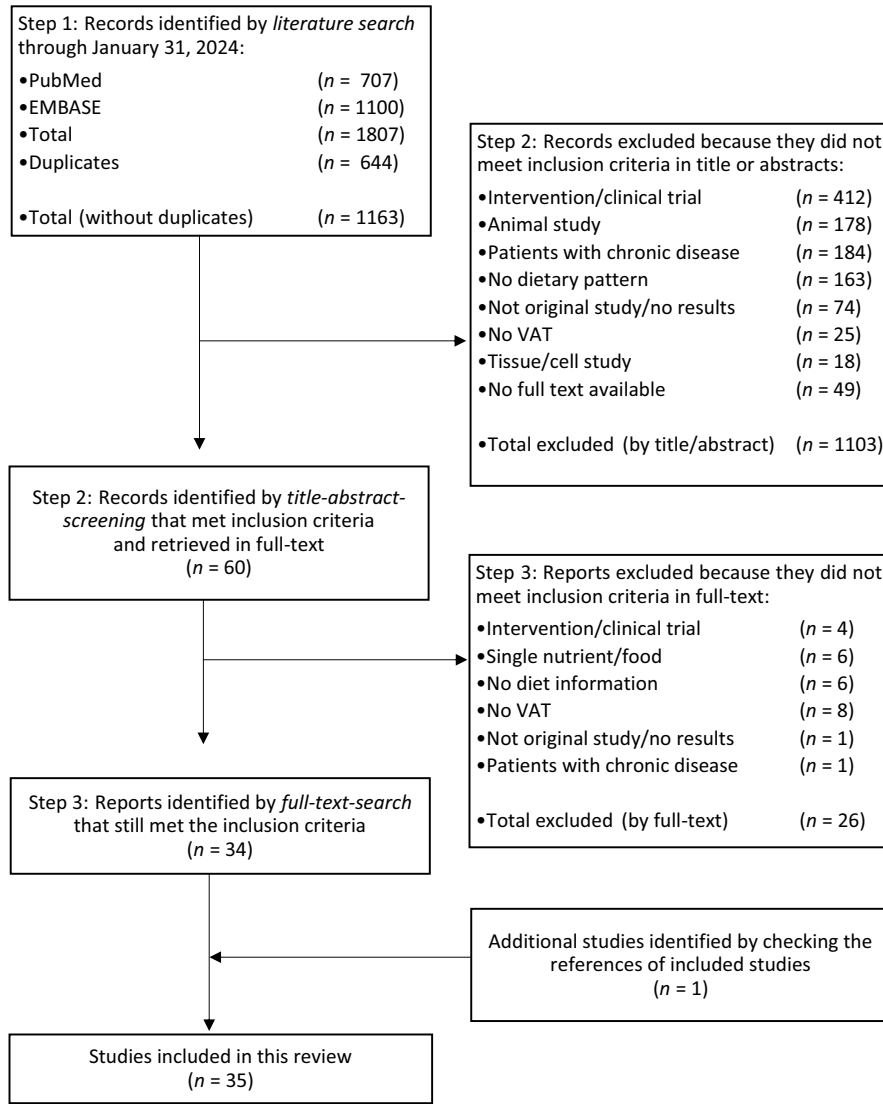 Step 1: Records identified by literature search
through January 31, 2024:
•PubMed (n = 707)
•EMBASE (n = 1100)
•Total (n = 1807)
•Duplicates (n = 644)
•Total (without duplicates) (n = 1163)
Step 2: Records excluded because they did not
meet inclusion criteria in title or abstracts:
•Intervention/clinical trial (n = 412)
•Animal study (n = 178)
•Patients with chronic disease (n = 184)
•No dietary pattern (n = 163)
•Not original study/no results (n = 74)
•No VAT (n = 25)
•Tissue/cell study (n = 18)
•No full text available (n = 49)
•Total excluded (by title/abstract) (n = 1103)
Step 2: Records identified by title-abstract-
screening that met inclusion criteria
and retrieved in full-text
(n = 60)
Step 3: Reports excluded because they did not
meet inclusion criteria in full-text:
•Intervention/clinical trial (n = 4)
•Single nutrient/food (n = 6)
•No diet information (n = 6)
•No VAT (n = 8)
•Not original study/no results (n = 1)
•Patients with chronic disease (n = 1)
•Total excluded (by full-text) (n = 26)
Step 3: Reports identified by full-text-search
that still met the inclusion criteria
(n = 34)
Additional studies identified by checking the
references of included studies
(n = 1)
Studies included in this review
(n = 35)